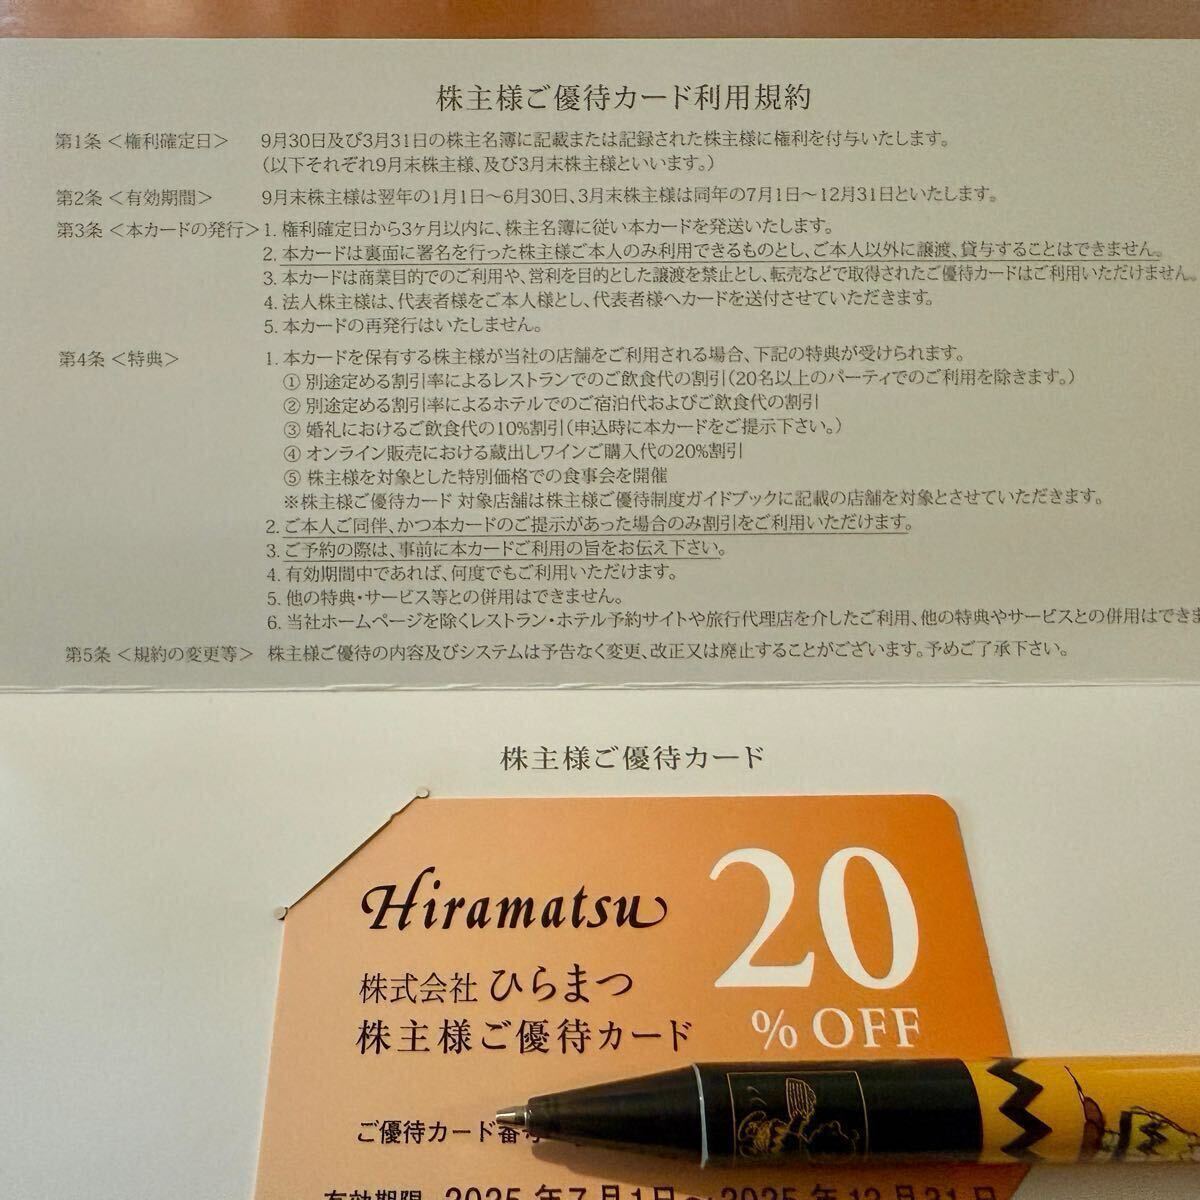 株主様ご優待カード利用規約
第1条 <権利確定日> 9月30日及び3月31日の株主名簿に記載または記録された株主様に権利を付与いたします。
(以下それぞれ9月末株主様、及び3月末株主様といいます。)
第2条 <有効期間> 9月末株主様は翌年の1月1日～6月30日、3月末株主様は同年の7月1日～12月31日といたします。
第3条 <本カードの発行> 1. 権利確定日から3ヶ月以内に、株主名簿に従い本カードを発送いたします。
2. 本カードは裏面に署名を行った株主様ご本人のみ利用できるものとし、ご本人以外に譲渡、貸与することはできません。
3. 本カードは商業目的でのご利用や、営利を目的とした譲渡を禁止とし、転売などで取得されたご優待カードはご利用いただけません。
4. 法人株主様は、代表者様をご本人様とし、代表者様へカードを送付させていただきます。
5. 本カードの再発行はいたしません。
第4条 <特典> 1. 本カードを保有する株主様が当社の店舗をご利用される場合、下記の特典が受けられます。
① 別途定める割引率によるレストランでのご飲食代の割引(20名以上のパーティでのご利用を除きます。)
② 別途定める割引率によるホテルでのご宿泊代およびご飲食代の割引
③ 婚礼におけるご飲食代の10%割引(申込時に本カードをご提示下さい。)
④ オンライン販売における蔵出しワインご購入代の20%割引
⑤ 株主様を対象とした特別価格での食事会を開催
※株主様ご優待カード 対象店舗は株主様ご優待制度ガイドブックに記載の店舗を対象とさせていただきます。
2. ご本人ご同伴、かつ本カードのご提示があった場合のみ割引をご利用いただけます。
3. ご予約の際は、事前に本カードご利用の旨をお伝え下さい。
4. 有効期間中であれば、何度でもご利用いただけます。
5. 他の特典・サービス等との併用はできません。
6. 当社ホームページを除くレストラン・ホテル予約サイトや旅行代理店を介したご利用、他の特典やサービスとの併用はできま
第5条 <規約の変更等> 株主様ご優待の内容及びシステムは予告なく変更、改正又は廃止することがございます。予めご了承下さい。
株主様ご優待カード
Hiramatsu
20
% OFF
株式会社 ひらまつ
株主様ご優待カード
ご優待カード番号
有効期限 2025年7月1日～2025年12月31日